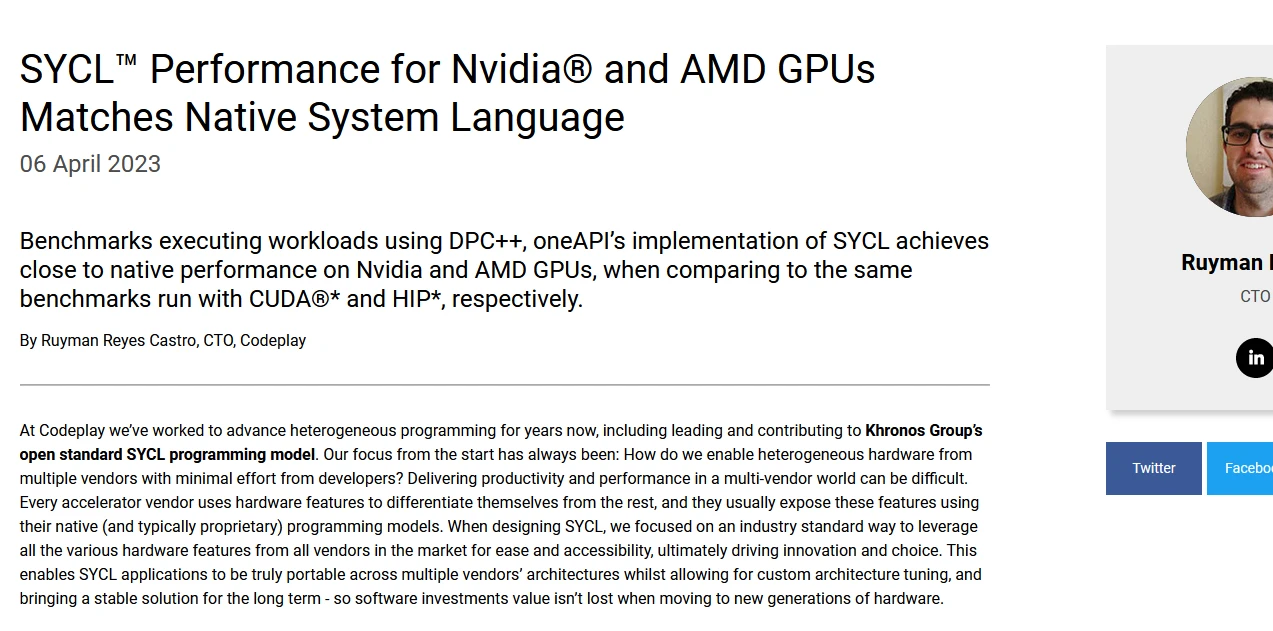 SYCL™ Performance for Nvidia® and AMD GPUs
Matches Native System Language
06 April 2023
Benchmarks executing workloads using DPC++, oneAPI’s implementation of SYCL achieves
close to native performance on Nvidia and AMD GPUs, when comparing to the same
benchmarks run with CUDA®* and HIP*, respectively.
By Ruyman Reyes Castro, CTO, Codeplay
At Codeplay we’ve worked to advance heterogeneous programming for years now, including leading and contributing to Khronos Group’s
open standard SYCL programming model. Our focus from the start has always been: How do we enable heterogeneous hardware from
multiple vendors with minimal effort from developers? Delivering productivity and performance in a multi-vendor world can be difficult.
Every accelerator vendor uses hardware features to differentiate themselves from the rest, and they usually expose these features using
their native (and typically proprietary) programming models. When designing SYCL, we focused on an industry standard way to leverage
all the various hardware features from all vendors in the market for ease and accessibility, ultimately driving innovation and choice. This
enables SYCL applications to be truly portable across multiple vendors’ architectures whilst allowing for custom architecture tuning, and
bringing a stable solution for the long term - so software investments value isn’t lost when moving to new generations of hardware.
Ruyman
CTO
in
Twitter